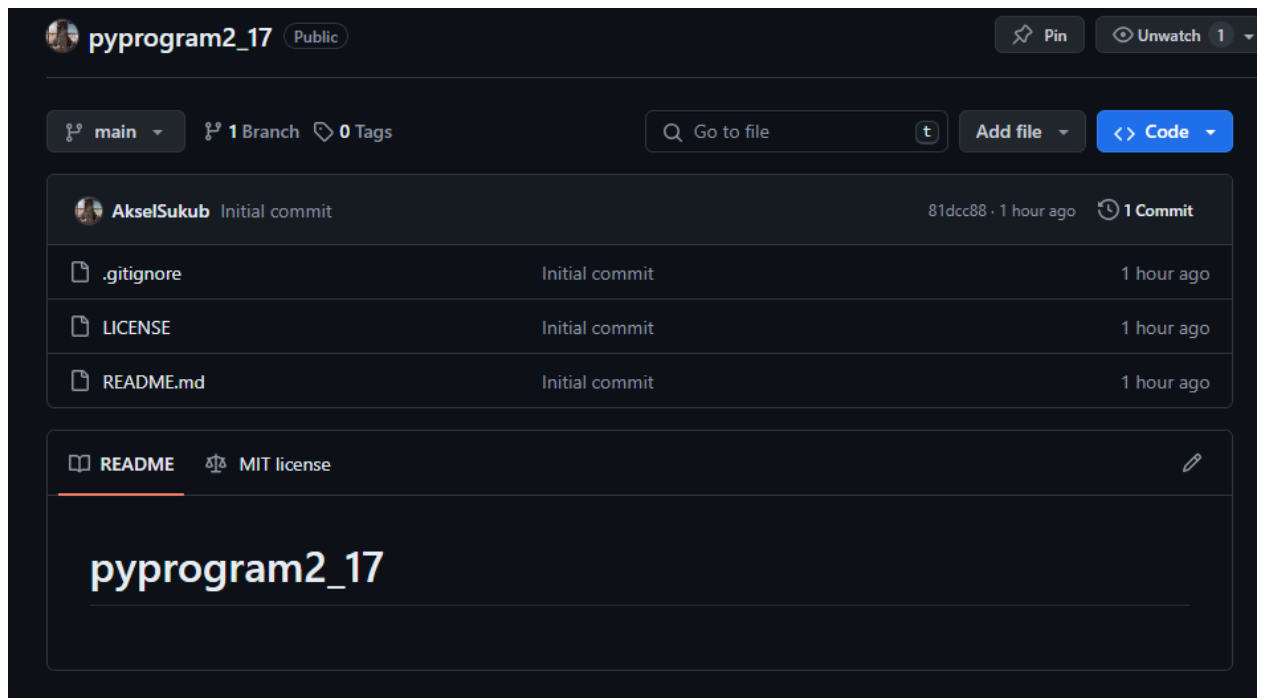 pyprogram2_17 Public Pin Unwatch 1
main 1 Branch 0 Tags Go to file t Add file Code
AkselSukub Initial commit 81dcc88 · 1 hour ago 1 Commit
.gitignore Initial commit 1 hour ago
LICENSE Initial commit 1 hour ago
README.md Initial commit 1 hour ago
README MIT license
pyprogram2_17